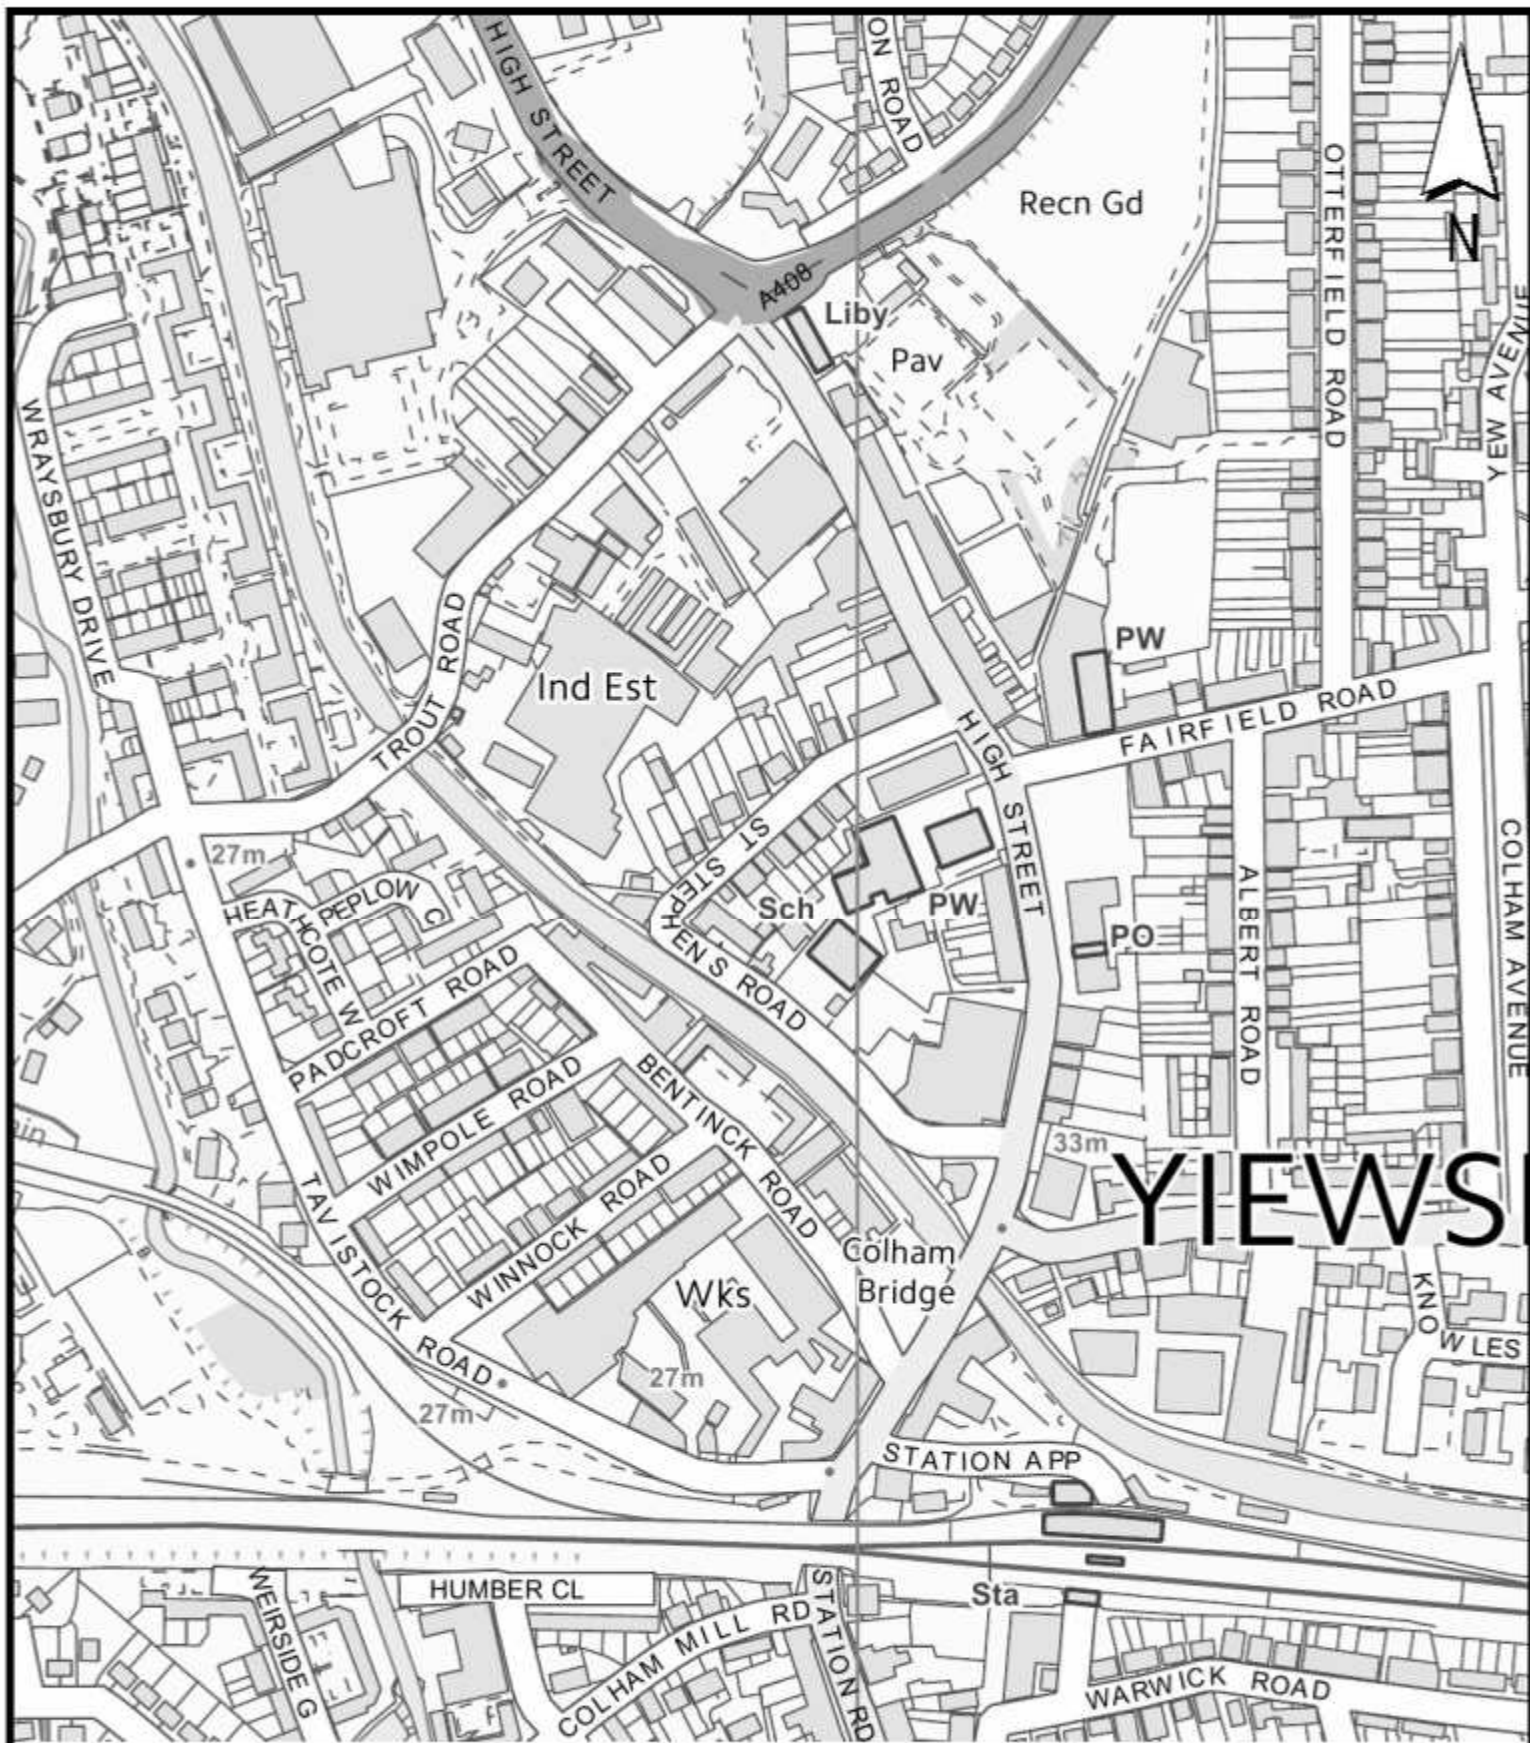 HIGH STREET
ON ROAD
OTTERFIELD ROAD
N
Recn Gd
A408
Liby
Pav
YEW AVENUE
WRAYSBURY DRIVE
TROUT ROAD
Ind Est
PW
FAIRFIELD ROAD
HIGH STREET
ST STEPHENS ROAD
27m
HEATHCOTE W
PEPLOW C
Sch
PW
PO
ALBERT ROAD
COLHAM AVENUE
PADCROFT ROAD
WIMPOLE ROAD
BENTINCK ROAD
33m
YIEWS
TAVISTOCK ROAD
WINNOCK ROAD
Colham
Bridge
Wks
27m
27m
KNOWLES
STATION APP
HUMBER CL
Sta
WEIRSIDE G
COLHAM MILL RD
STATION RD
WARWICK ROAD